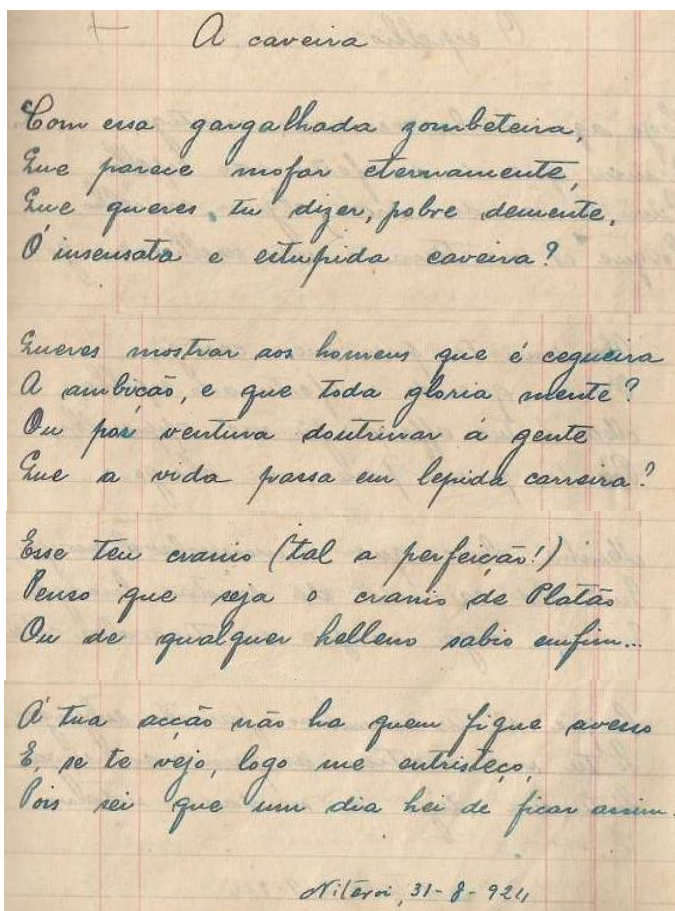 A caveira
Com essa gargalhada zombeteira,
Que parece mofar eternamente,
Que queres, tu dizer, pobre demente,
Ó insensata e estupida caveira?
Queres mostrar aos homens que é cegueira
A ambição, e que toda gloria mente?
Ou por ventura doutrinar á gente
Que a vida passa em lepida carreira?
Esse teu cranio (tal a perfeição!)
Penso que seja o cranio de Platão
Ou de qualquer helleno sabio emfim...
Á tua acção não ha quem fique avesso
E, se te vejo, logo me entristeço,
Pois sei que um dia hei de ficar assim.
Niteroi, 31-8-924